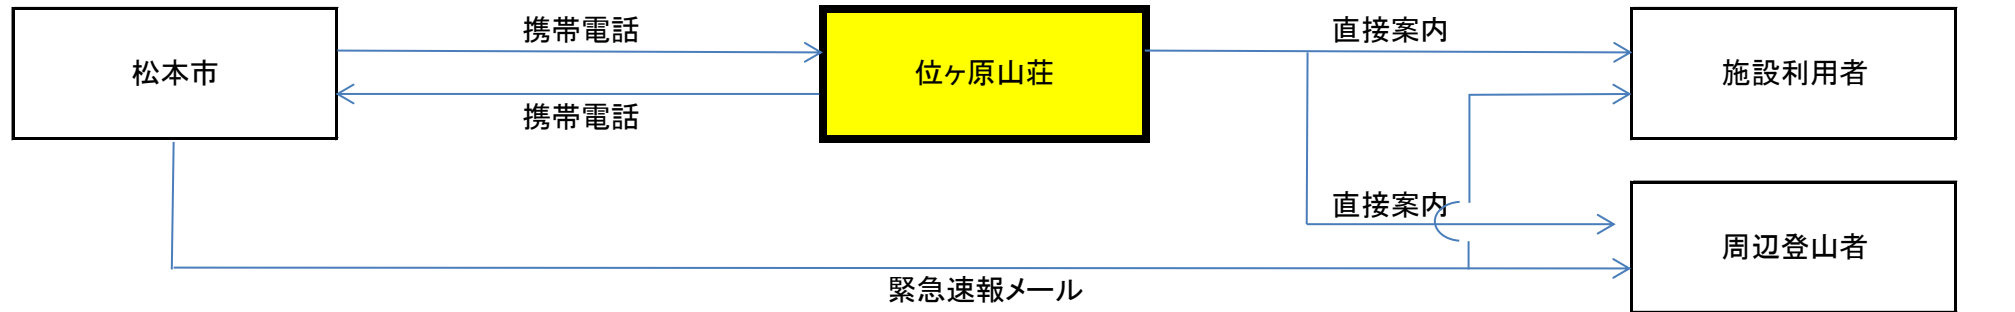 携帯電話
直接案内
松本市
位ヶ原山荘
施設利用者
携帯電話
直接案内
周辺登山者
緊急速報メール